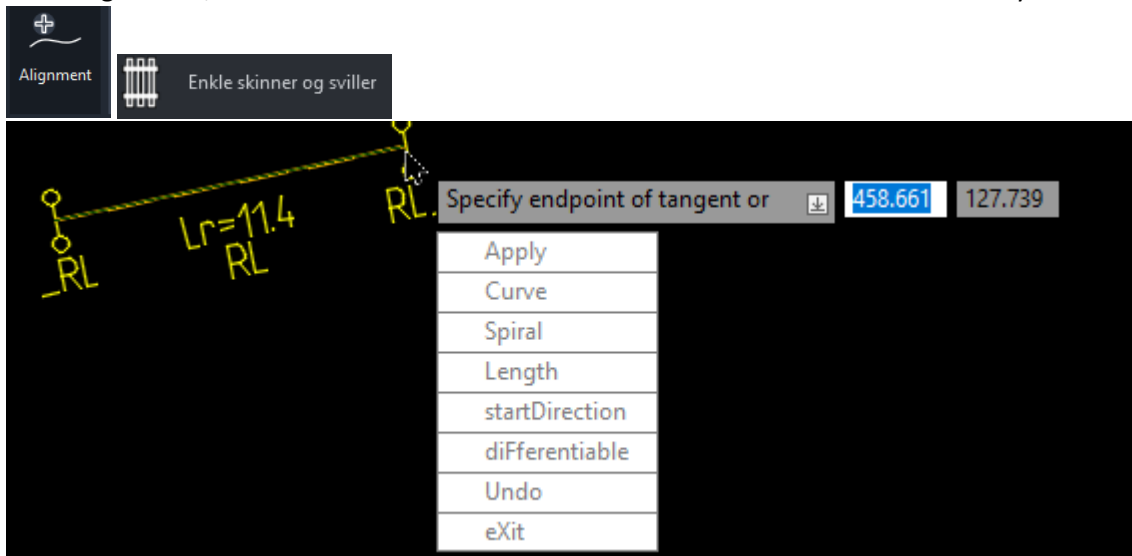 Alignment
Enkle skinner og sviller
Lr=11.4
RL
_RL
RL
Specify endpoint of tangent or 458.661 127.739
Apply
Curve
Spiral
Length
startDirection
diFferentiable
Undo
eXit